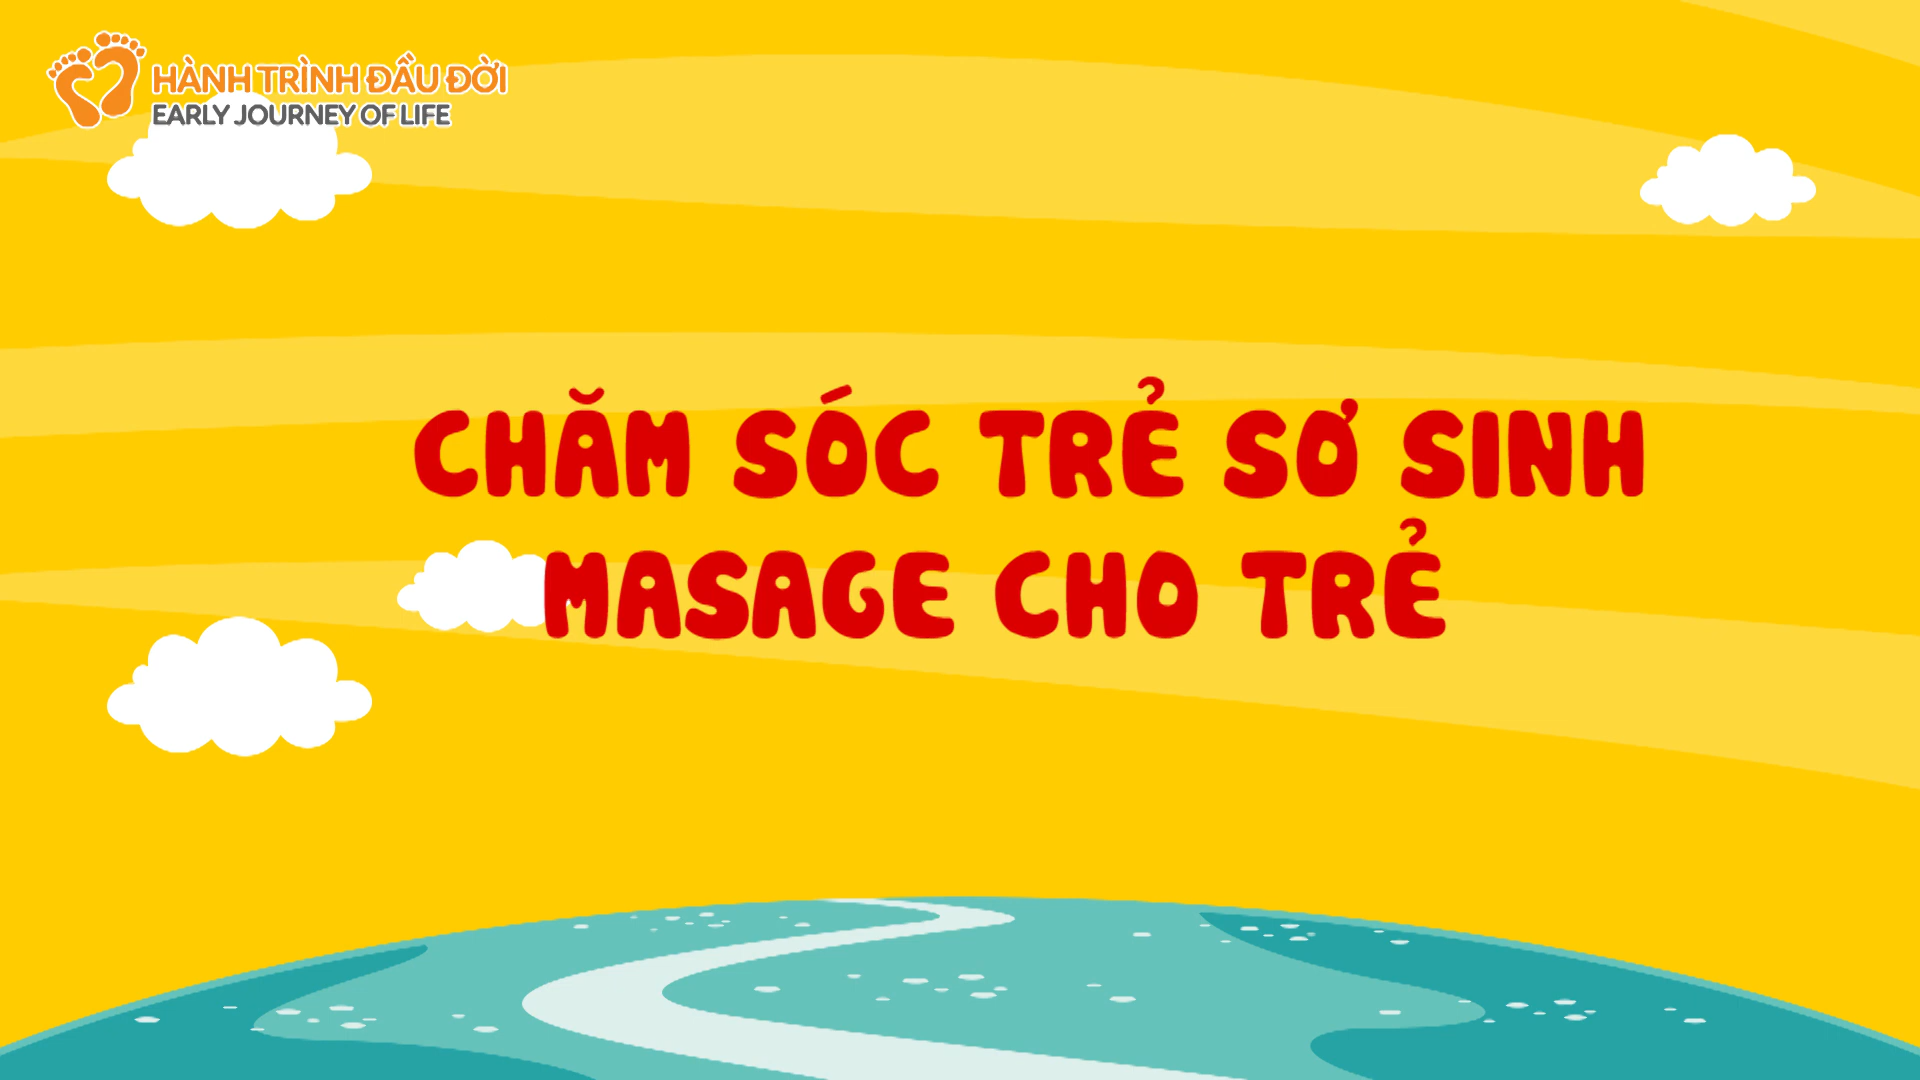 HÀNH TRÌNH ĐẦU ĐỜI
EARLY JOURNEY OF LIFE
CHĂM SÓC TRẺ SƠ SINH
MASAGE CHO TRẺ